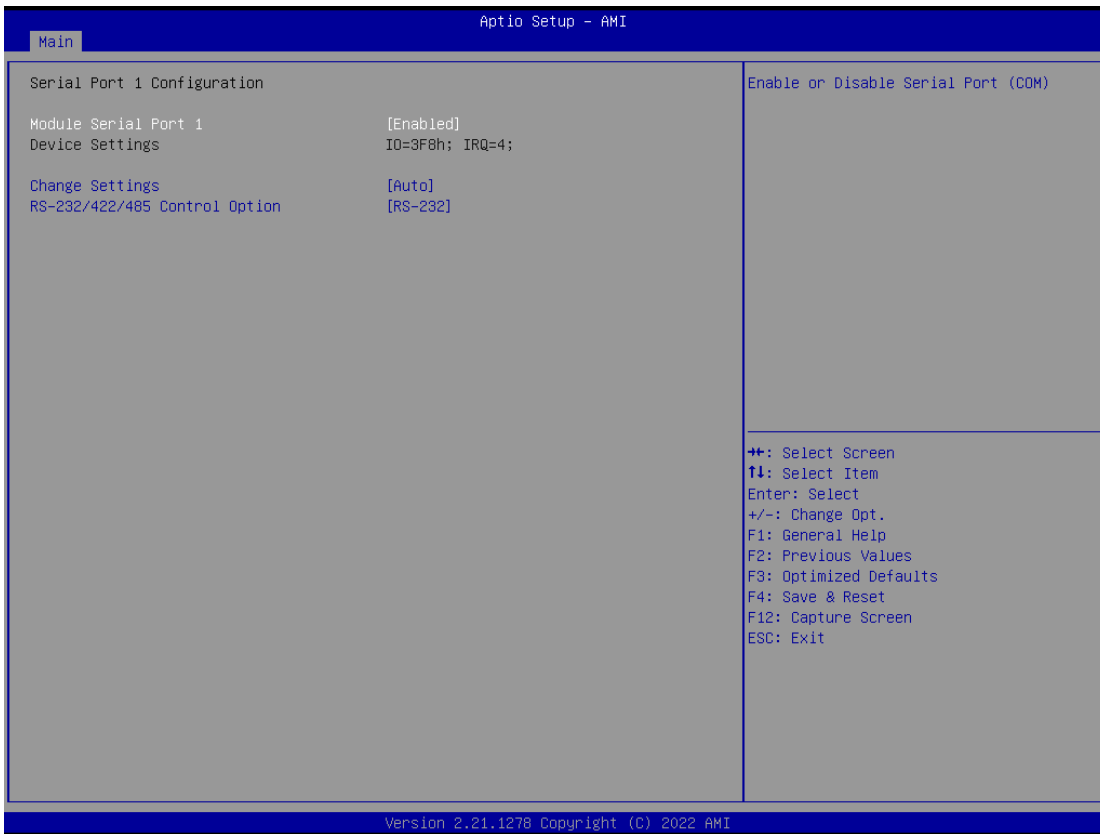 Aptio Setup – AMI
Main
Serial Port 1 Configuration
Module Serial Port 1 [Enabled]
Device Settings IO=3F8h; IRQ=4;
Change Settings [Auto]
RS-232/422/485 Control Option [RS-232]
Enable or Disable Serial Port (COM)
→←: Select Screen
↑↓: Select Item
Enter: Select
+/-: Change Opt.
F1: General Help
F2: Previous Values
F3: Optimized Defaults
F4: Save & Reset
F12: Capture Screen
ESC: Exit
Version 2.21.1278 Copyright (C) 2022 AMI